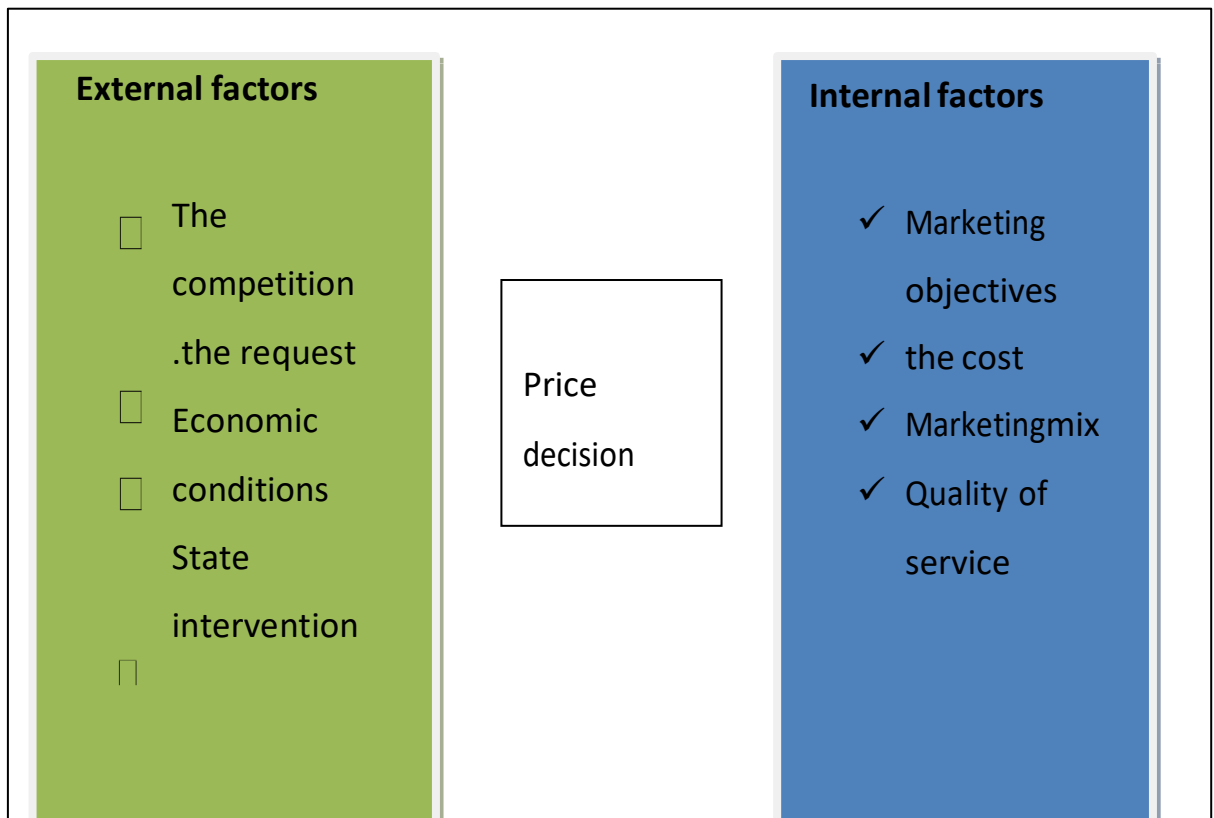 External factors
The
competition
.the request
Economic
conditions
State
intervention
Price
decision
Internal factors
✓ Marketing
objectives
✓ the cost
✓ Marketingmix
✓ Quality of
service